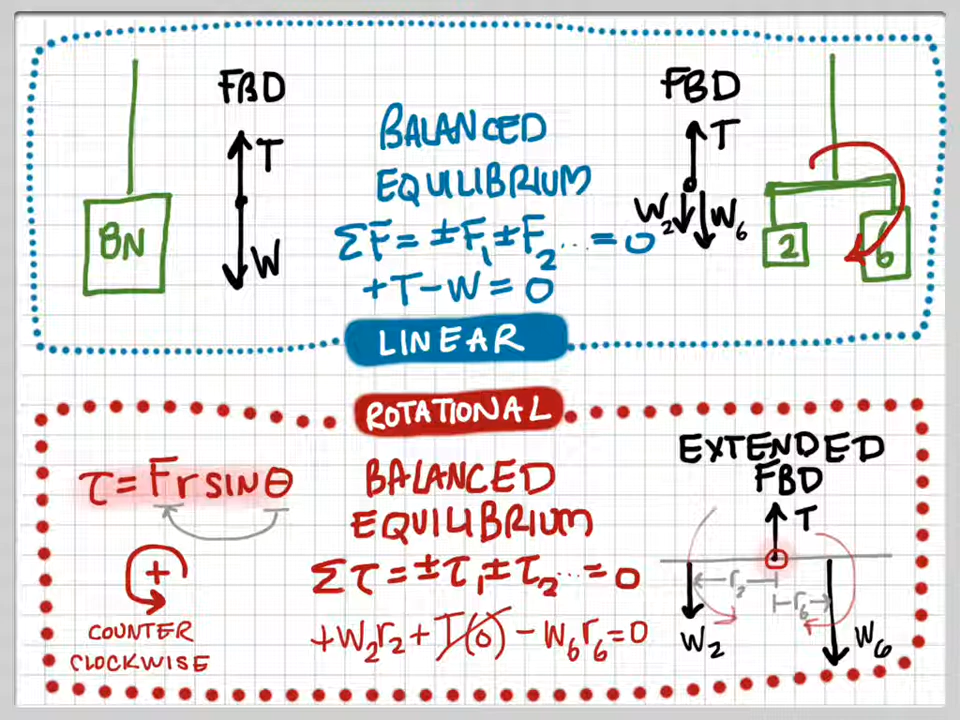 FBD
T
W
8N
BALANCED
EQUILIBRIUM
ΣF = ±F₁ ± F₂ ... = 0
+T - W = 0
FBD
T
W₂ W₆
2
6
LINEAR
ROTATIONAL
τ = Fr sin θ
+
COUNTER
CLOCKWISE
BALANCED
EQUILIBRIUM
Στ = ±τ₁ ± τ₂ ... = 0
+W₂r₂ + T(0) - W₆r₆ = 0
EXTENDED
FBD
T
r₂
r₆
W₂
W₆